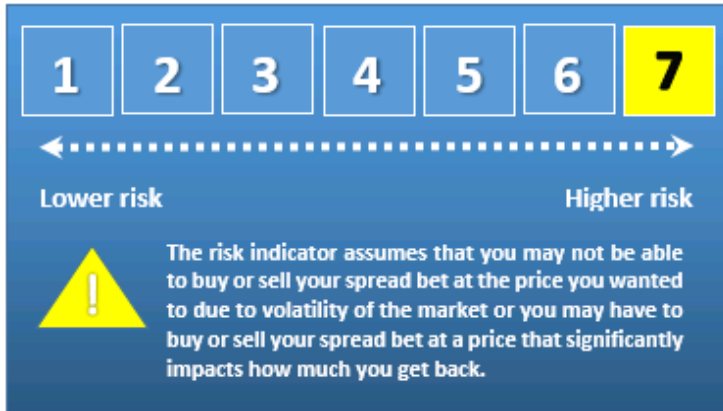 1 2 3 4 5 6 7
Lower risk Higher risk
!
The risk indicator assumes that you may not be able
to buy or sell your spread bet at the price you wanted
to due to volatility of the market or you may have to
buy or sell your spread bet at a price that significantly
impacts how much you get back.